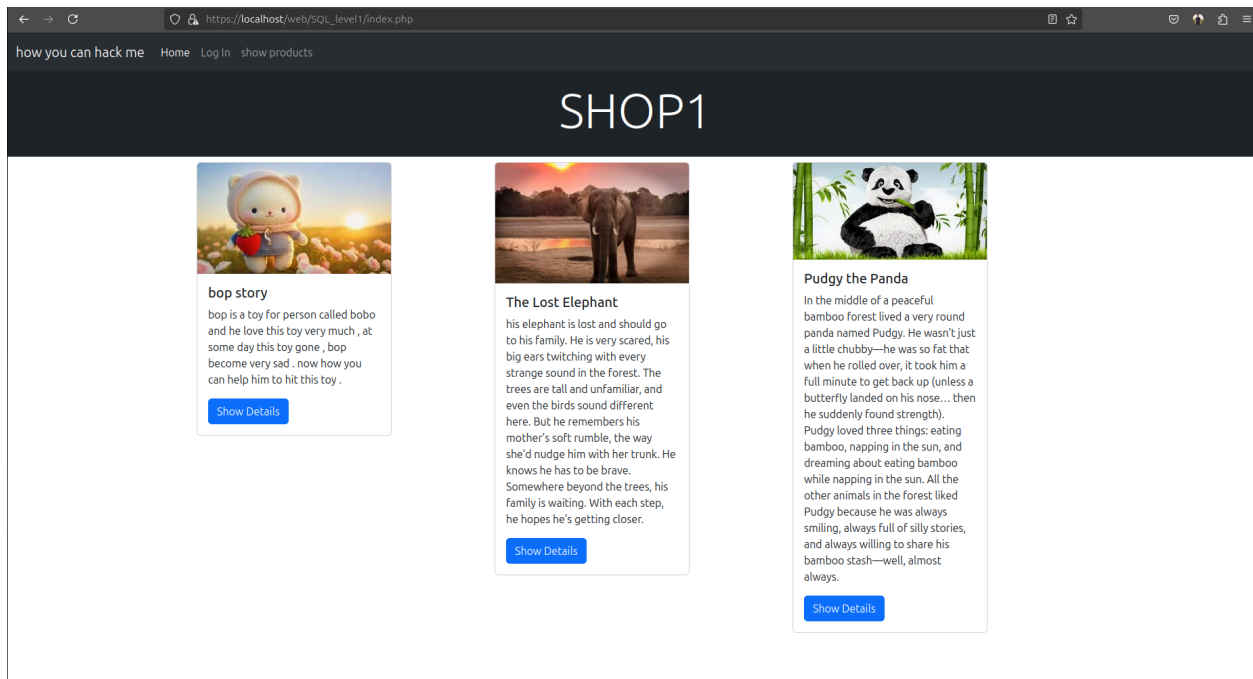 https://localhost/web/SQL_level1/index.php
how you can hack me Home Log In show products
SHOP1
bop story
bop is a toy for person called bobo
and he love this toy very much , at
some day this toy gone , bop
become very sad . now how you
can help him to hit this toy .
Show Details
The Lost Elephant
his elephant is lost and should go
to his family. He is very scared, his
big ears twitching with every
strange sound in the forest. The
trees are tall and unfamiliar, and
even the birds sound different
here. But he remembers his
mother's soft rumble, the way
she'd nudge him with her trunk. He
knows he has to be brave.
Somewhere beyond the trees, his
family is waiting. With each step,
he hopes he's getting closer.
Show Details
Pudgy the Panda
In the middle of a peaceful
bamboo forest lived a very round
panda named Pudgy. He wasn't just
a little chubby—he was so fat that
when he rolled over, it took him a
full minute to get back up (unless a
butterfly landed on his nose… then
he suddenly found strength).
Pudgy loved three things: eating
bamboo, napping in the sun, and
dreaming about eating bamboo
while napping in the sun. All the
other animals in the forest liked
Pudgy because he was always
smiling, always full of silly stories,
and always willing to share his
bamboo stash—well, almost
always.
Show Details